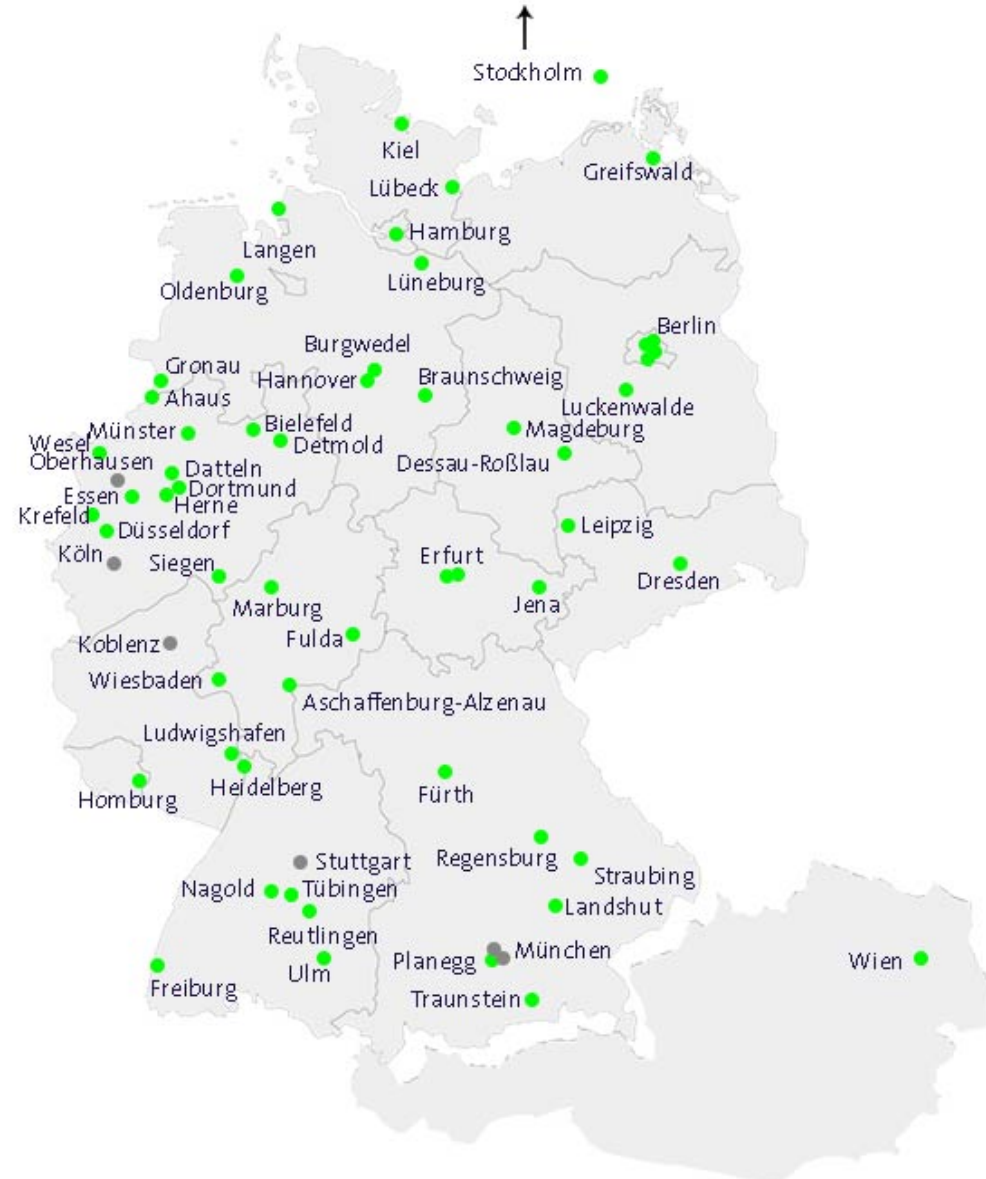 Stockholm
Kiel
Greifswald
Lübeck
Hamburg
Langen
Lüneburg
Oldenburg
Berlin
Burgwedel
Gronau
Hannover
Braunschweig
Ahaus
Luckenwalde
Bielefeld
Münster
Magdeburg
Wesel
Detmold
Oberhausen
Dessau-Roßlau
Datteln
Dortmund
Essen
Herne
Krefeld
Düsseldorf
Leipzig
Köln
Siegen
Erfurt
Dresden
Marburg
Jena
Fulda
Koblenz
Wiesbaden
Aschaffenburg-Alzenau
Ludwigshafen
Heidelberg
Homburg
Fürth
Regensburg
Stuttgart
Straubing
Nagold
Tübingen
Landshut
Reutlingen
München
Planegg
Wien
Ulm
Freiburg
Traunstein